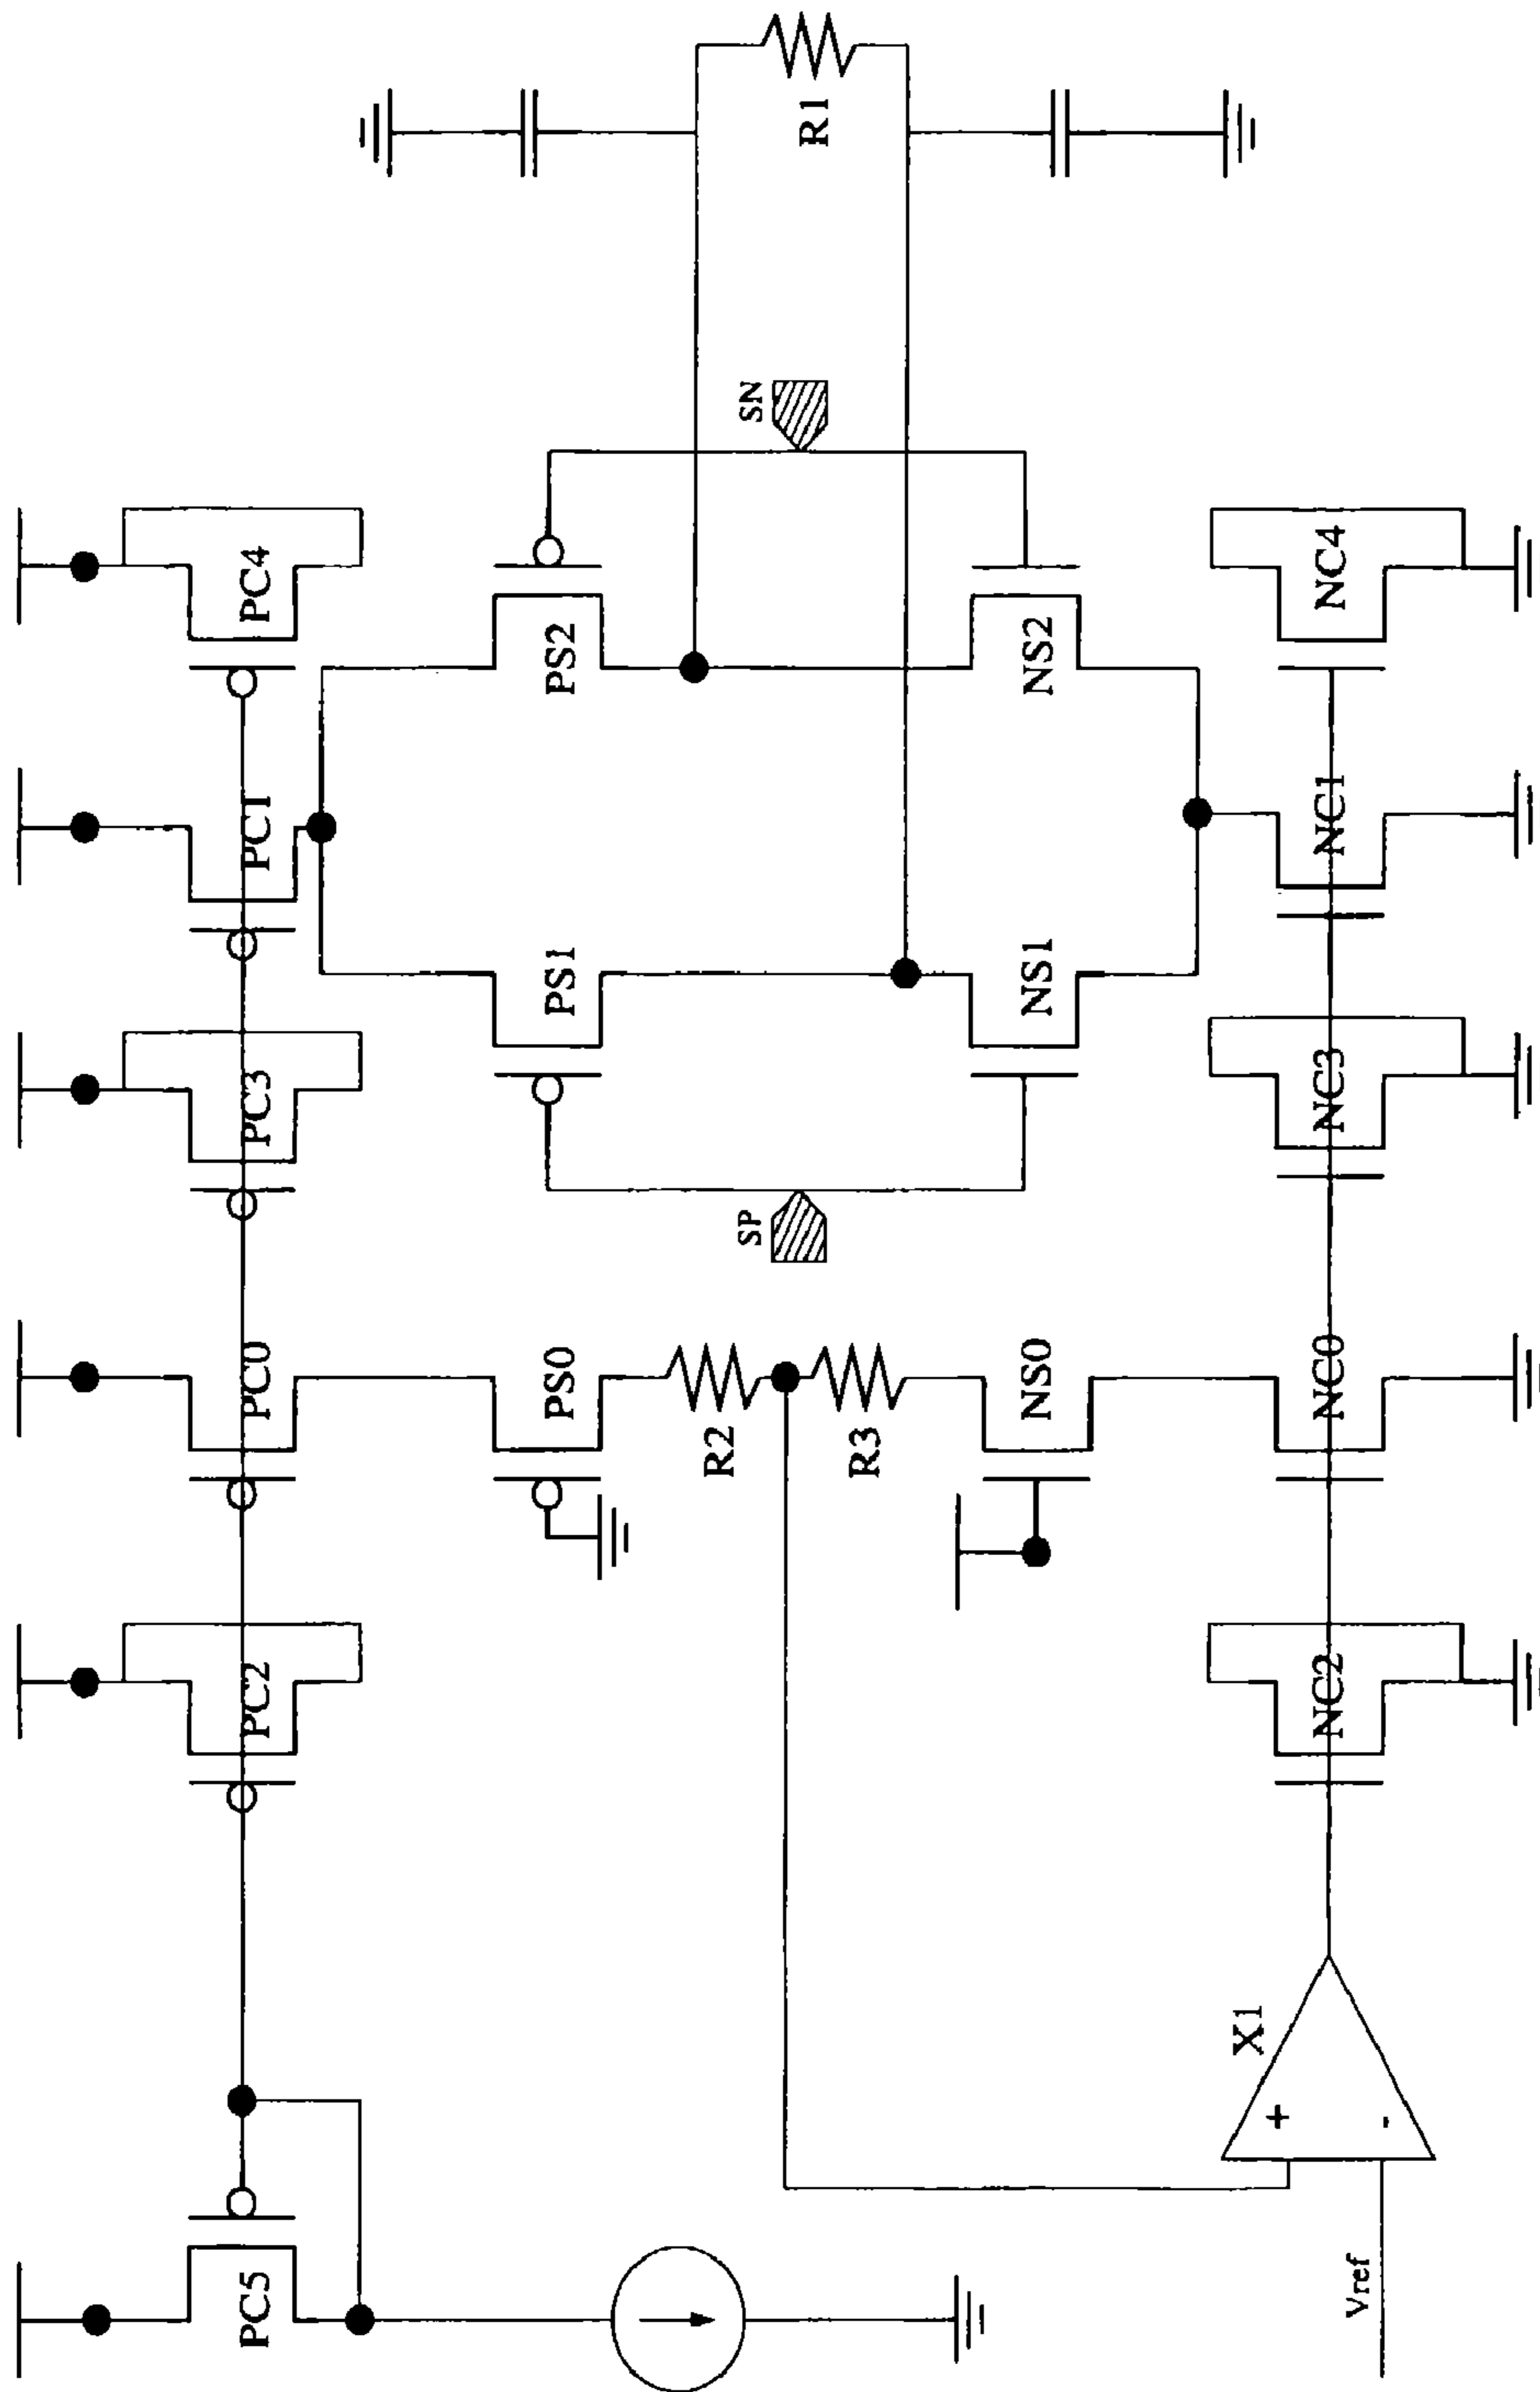 R1
SN
PC4
PS2
NS2
NC4
PC1
NC1
PS1
NS1
PC3
NC3
SP
PC0
PS0
R2
R3
NS0
NC0
PC2
NC2
X1
+
-
PC5
Vref